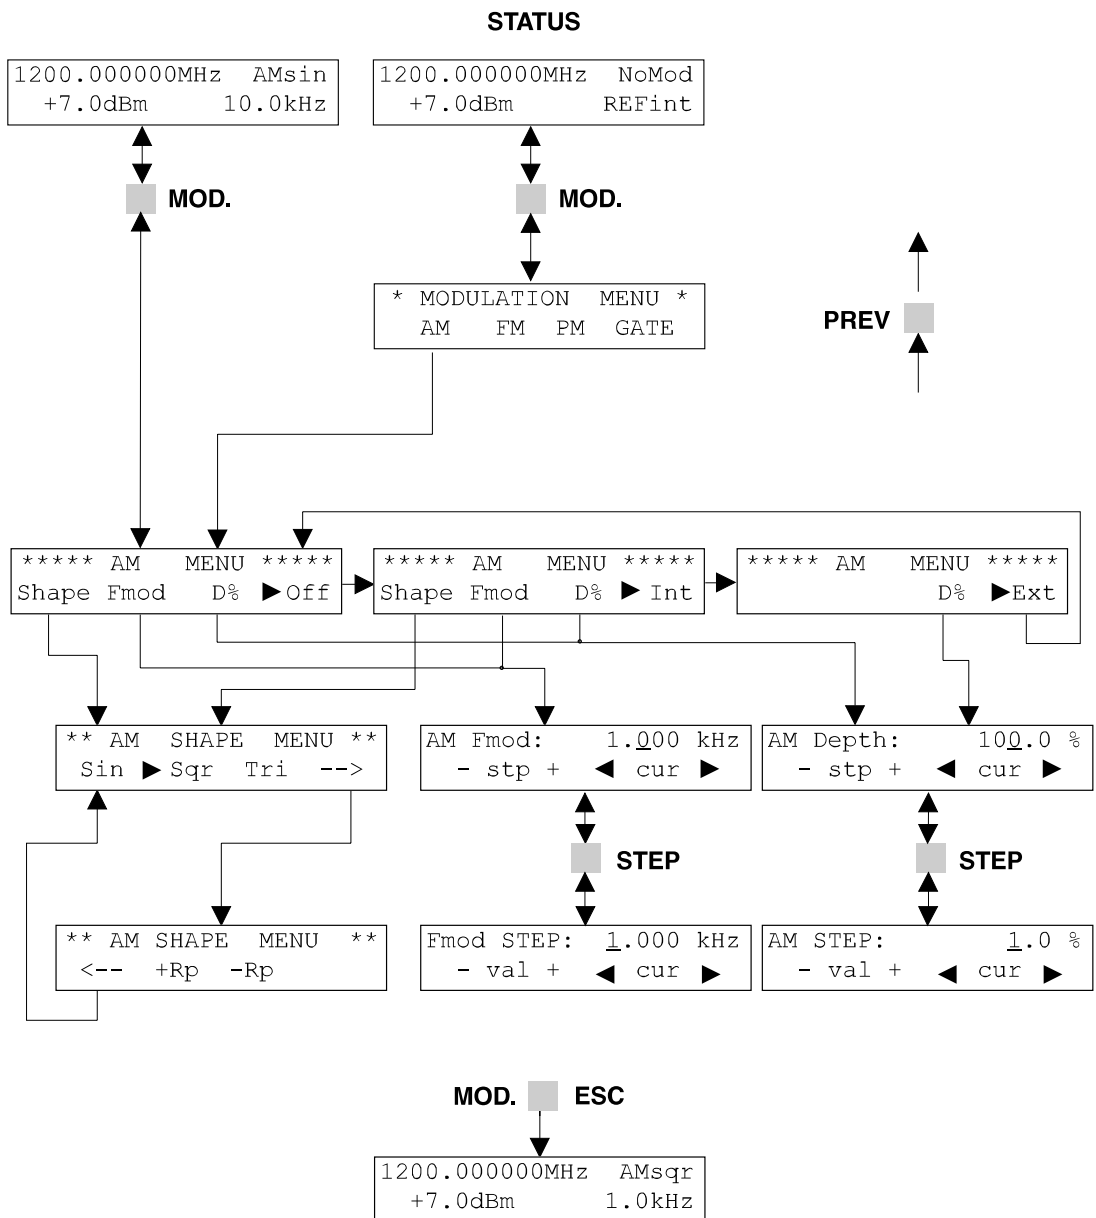 STATUS
1200.000000MHz AMsin
+7.0dBm 10.0kHz
1200.000000MHz NoMod
+7.0dBm REFint
MOD.
MOD.
* MODULATION MENU *
AM FM PM GATE
PREV
***** AM MENU *****
Shape Fmod D% ▶Off
***** AM MENU *****
Shape Fmod D% ▶ Int
***** AM MENU *****
D% ▶Ext
** AM SHAPE MENU **
Sin ▶ Sqr Tri -->
AM Fmod: 1.000 kHz
- stp + ◀ cur ▶
AM Depth: 100.0 %
- stp + ◀ cur ▶
STEP
STEP
** AM SHAPE MENU **
<-- +Rp -Rp
Fmod STEP: 1.000 kHz
- val + ◀ cur ▶
AM STEP: 1.0 %
- val + ◀ cur ▶
MOD. ESC
1200.000000MHz AMsqr
+7.0dBm 1.0kHz